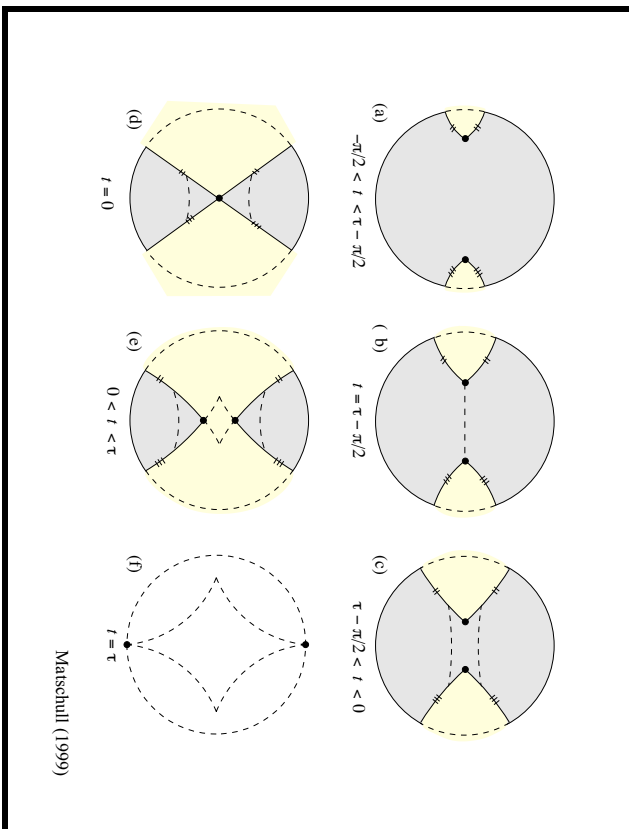 (a)
−π/2 < t < τ − π/2
( b)
t = τ − π/2
(c)
τ − π/2 < t < 0
(d)
t = 0
(e)
0 < t < τ
(f)
t = τ
Matschull (1999)